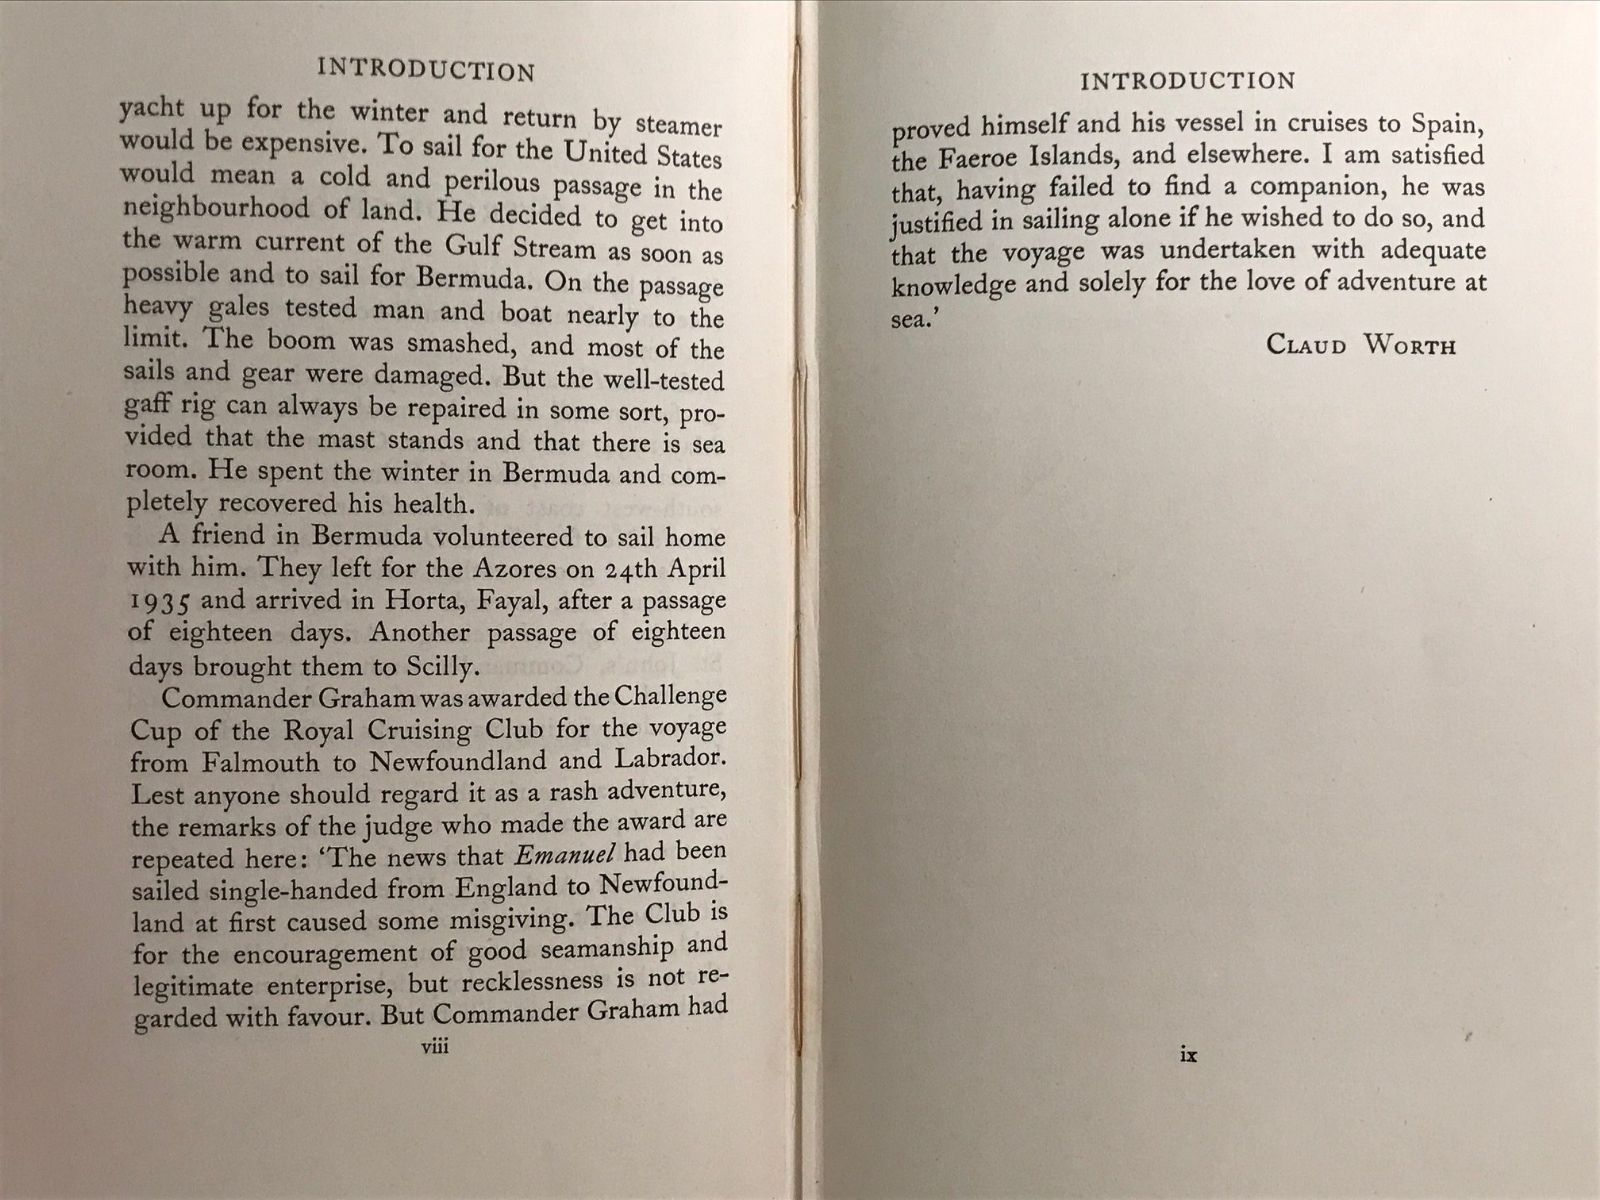 INTRODUCTION
yacht up for the winter and return by steamer
would be expensive. To sail for the United States
would mean a cold and perilous passage in the
neighbourhood of land. He decided to get into
the warm current of the Gulf Stream as soon as
possible and to sail for Bermuda. On the passage
heavy gales tested man and boat nearly to the
limit. The boom was smashed, and most of the
sails and gear were damaged. But the well-tested
gaff rig can always be repaired in some sort, pro-
vided that the mast stands and that there is sea
room. He spent the winter in Bermuda and com-
pletely recovered his health.
A friend in Bermuda volunteered to sail home
with him. They left for the Azores on 24th April
1935 and arrived in Horta, Fayal, after a passage
of eighteen days. Another passage of eighteen
days brought them to Scilly.
Commander Graham was awarded the Challenge
Cup of the Royal Cruising Club for the voyage
from Falmouth to Newfoundland and Labrador.
Lest anyone should regard it as a rash adventure,
the remarks of the judge who made the award are
repeated here: ‘The news that Emanuel had been
sailed single-handed from England to Newfound-
land at first caused some misgiving. The Club is
for the encouragement of good seamanship and
legitimate enterprise, but recklessness is not re-
garded with favour. But Commander Graham had
viii
INTRODUCTION
proved himself and his vessel in cruises to Spain,
the Faeroe Islands, and elsewhere. I am satisfied
that, having failed to find a companion, he was
justified in sailing alone if he wished to do so, and
that the voyage was undertaken with adequate
knowledge and solely for the love of adventure at
sea.’
CLAUD WORTH
ix